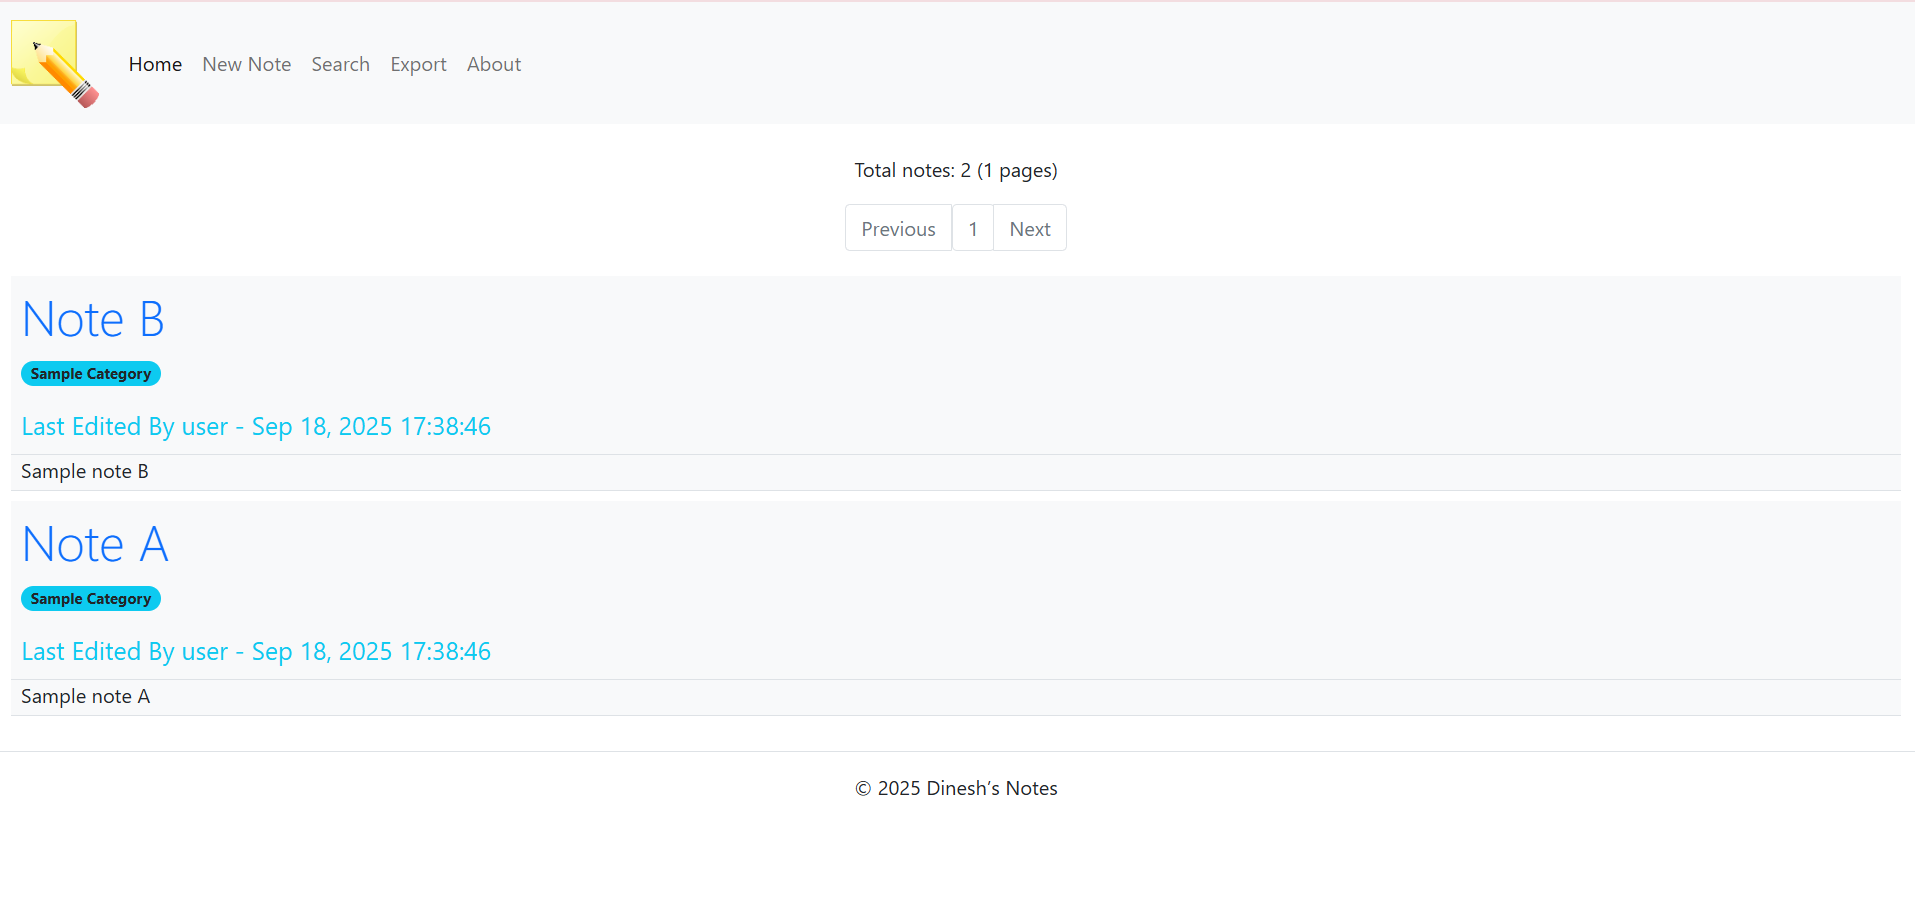 Home New Note Search Export About
Total notes: 2 (1 pages)
Previous 1 Next
Note B
Sample Category
Last Edited By user - Sep 18, 2025 17:38:46
Sample note B
Note A
Sample Category
Last Edited By user - Sep 18, 2025 17:38:46
Sample note A
© 2025 Dinesh’s Notes